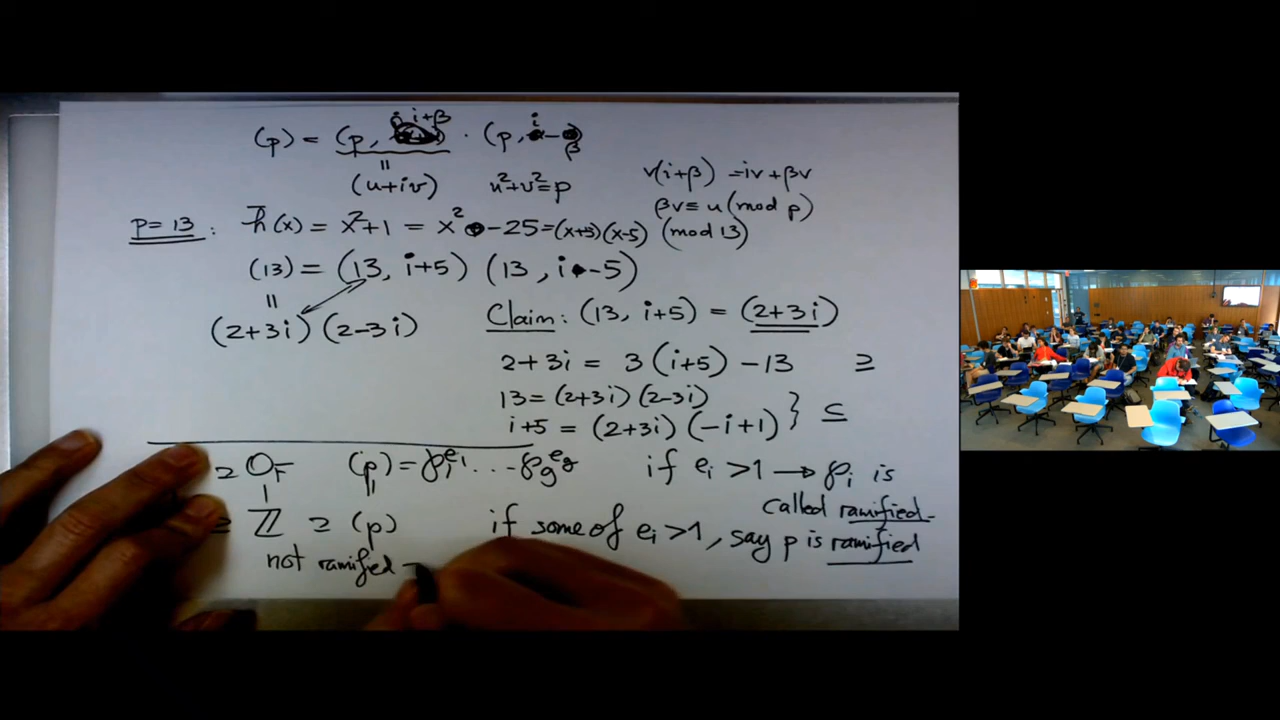 (p) = (p, i+β) · (p, i-β)
||
(u+iv) u²+v²=p
v(i+β) = iv+βv
βv ≡ u (mod p)
p=13 : h̄(x) = x²+1 = x² -25 = (x+5)(x-5) (mod 13)
(13) = (13, i+5) (13, i-5)
||
(2+3i)(2-3i)
Claim: (13, i+5) = (2+3i)
2+3i = 3(i+5) -13 ⊇
13 = (2+3i)(2-3i)
i+5 = (2+3i)(-i+1) } ⊆
O_F (p) = ℘₁^e₁ ... ℘g^eg if eᵢ >1 → ℘ᵢ is
called ramified
ℤ ⊇ (p) if some of eᵢ >1, say p is ramified
not ramified